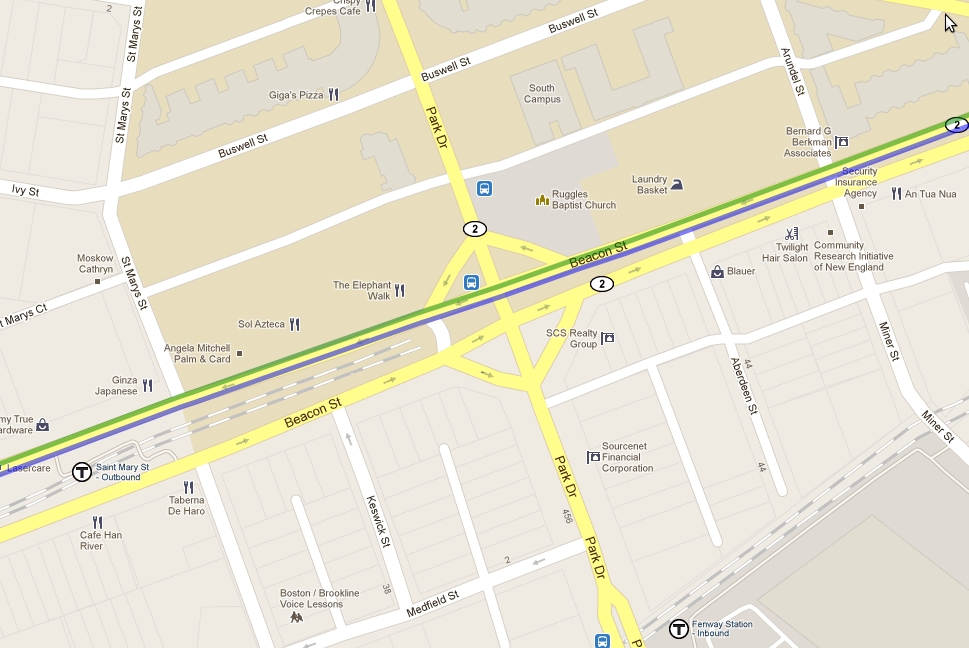 Crispy
Crepes Cafe
2
St Marys St
Buswell St
Buswell St
Arundel St
South
Campus
Giga's Pizza
St Marys St
Park Dr
2
Buswell St
Bernard G
Berkman
Associates
Ivy St
Laundry
Basket
Security
Insurance
Agency
An Tua Nua
Ruggles
Baptist Church
2
Moskow
Cathryn
St Marys St
Beacon St
Twilight
Hair Salon
Community
Research Initiative
of New England
Blauer
The Elephant
Walk
2
t Marys Ct
Sol Azteca
SCS Realty
Group
Miner St
Angela Mitchell
Palm & Card
Ginza
Japanese
44
Aberdeen St
my True
ardware
Beacon St
Miner St
Lasercare
T
Saint Mary St
- Outbound
Sourcenet
Financial
Corporation
44
Park Dr
Taberna
De Haro
Keswick St
456
Cafe Han
River
Park Dr
2
Boston / Brookline
Voice Lessons
38
Medfield St
T
Fenway Station
- Inbound
P